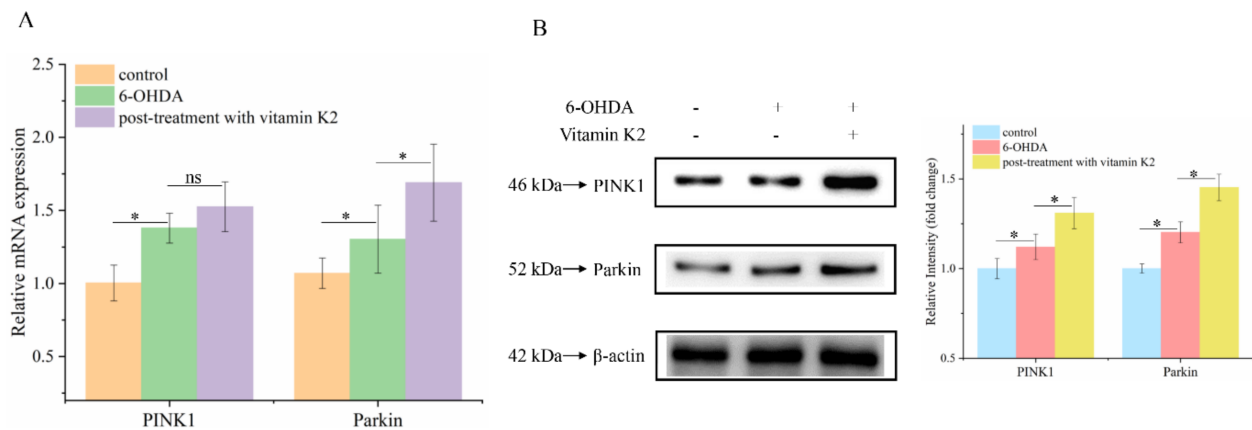 A
Relative mRNA expression
2.5
2.0
1.5
1.0
0.5
control
6-OHDA
post-treatment with vitamin K2
*
ns
*
*
PINK1
Parkin
B
6-OHDA - + +
Vitamin K2 - - +
46 kDa→PINK1
52 kDa→Parkin
42 kDa→β-actin
Relative Intensity (fold change)
1.5
1.0
0.5
control
6-OHDA
post-treatment with vitamin K2
*
*
*
*
PINK1
Parkin